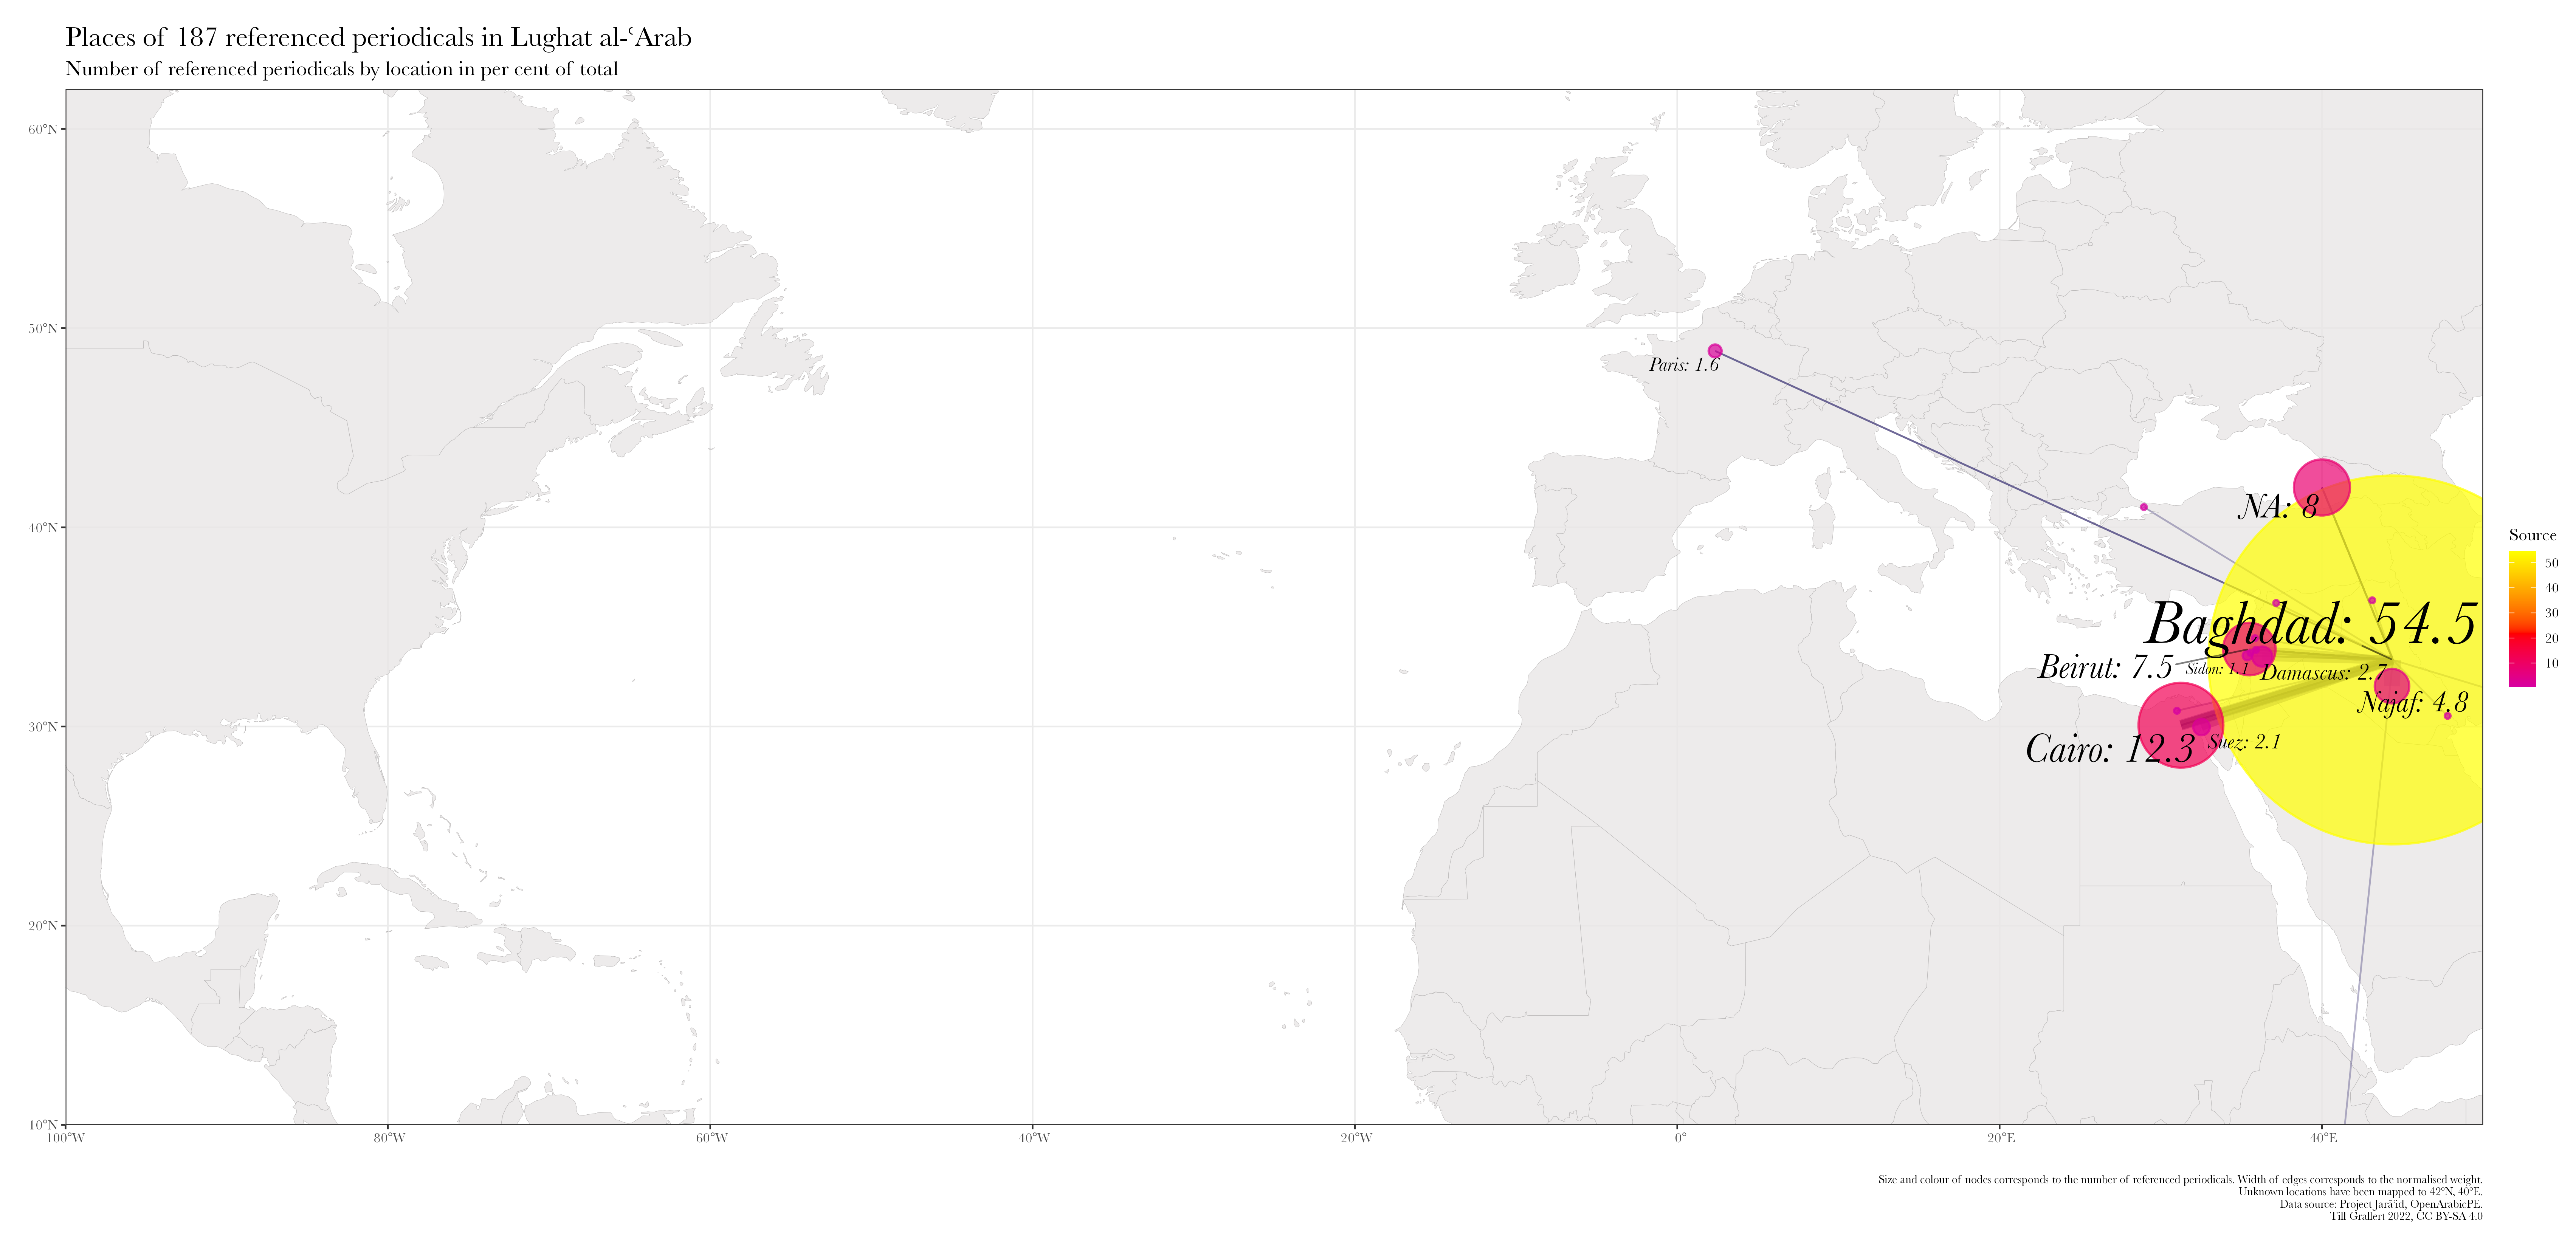 Places of 187 referenced periodicals in Lughat al-ʿArab
Number of referenced periodicals by location in per cent of total
60°N
50°N
40°N
30°N
20°N
10°N
100°W
80°W
60°W
40°W
20°W
0°
20°E
40°E
Paris: 1.6
NA: 8
Baghdad: 54.5
Beirut: 7.5
Sidon: 1.1
Damascus: 2.7
Najaf: 4.8
Cairo: 12.3
Suez: 2.1
Source
50
40
30
20
10
Size and colour of nodes corresponds to the number of referenced periodicals. Width of edges corresponds to the normalised weight.
Unknown locations have been mapped to 42°N, 40°E.
Data source: Project Jarāʾid, OpenArabicPE.
Till Grallert 2022, CC BY-SA 4.0